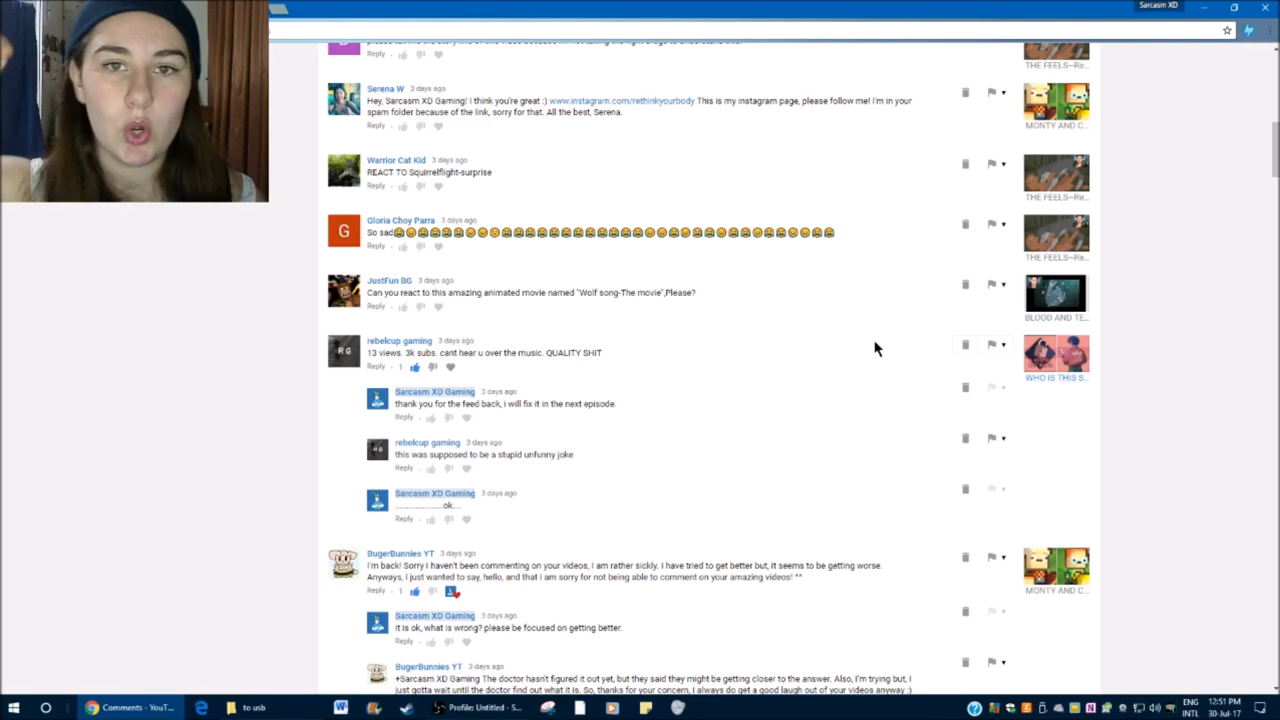 Sarcasm XD
Reply
THE FEELS~Re...
Serena W 3 days ago
Hey, Sarcasm XD Gaming! I think you're great :) www.instagram.com/rethinkyourbody This is my instagram page, please follow me! I'm in your
spam folder because of the link, sorry for that. All the best, Serena.
Reply
MONTY AND C...
Warrior Cat Kid 3 days ago
REACT TO Squirrelflight-surprise
Reply
THE FEELS~Re...
G
Gloria Choy Parra 3 days ago
So sad
Reply
THE FEELS~Re...
JustFun BG 3 days ago
Can you react to this amazing animated movie named "Wolf song-The movie",Please?
Reply
BLOOD AND TE...
RG
rebelcup gaming 3 days ago
13 views. 3k subs. cant hear u over the music. QUALITY SHIT
Reply 1
WHO IS THIS S...
Sarcasm XD Gaming 3 days ago
thank you for the feed back, i will fix it in the next episode.
Reply
rebelcup gaming 3 days ago
this was supposed to be a stupid unfunny joke
Reply
Sarcasm XD Gaming 3 days ago
......................ok....
Reply
BugerBunnies YT 3 days ago
I'm back! Sorry I haven't been commenting on your videos, I am rather sickly. I have tried to get better but, it seems to be getting worse.
Anyways, I just wanted to say, hello, and that I am sorry for not being able to comment on your amazing videos! ^^
Reply 1
MONTY AND C...
Sarcasm XD Gaming 3 days ago
it is ok, what is wrong? please be focused on getting better.
Reply
BugerBunnies YT 3 days ago
+Sarcasm XD Gaming The doctor hasn't figured it out yet, but they said they might be getting closer to the answer. Also, I'm trying but, I
just gotta wait until the doctor find out what it is. So, thanks for your concern, I always do get a good laugh out of your videos anyway :)
Comments - YouT...
to usb
Profile: Untitled - S...
ENG
INTL
12:51 PM
30-Jul-17